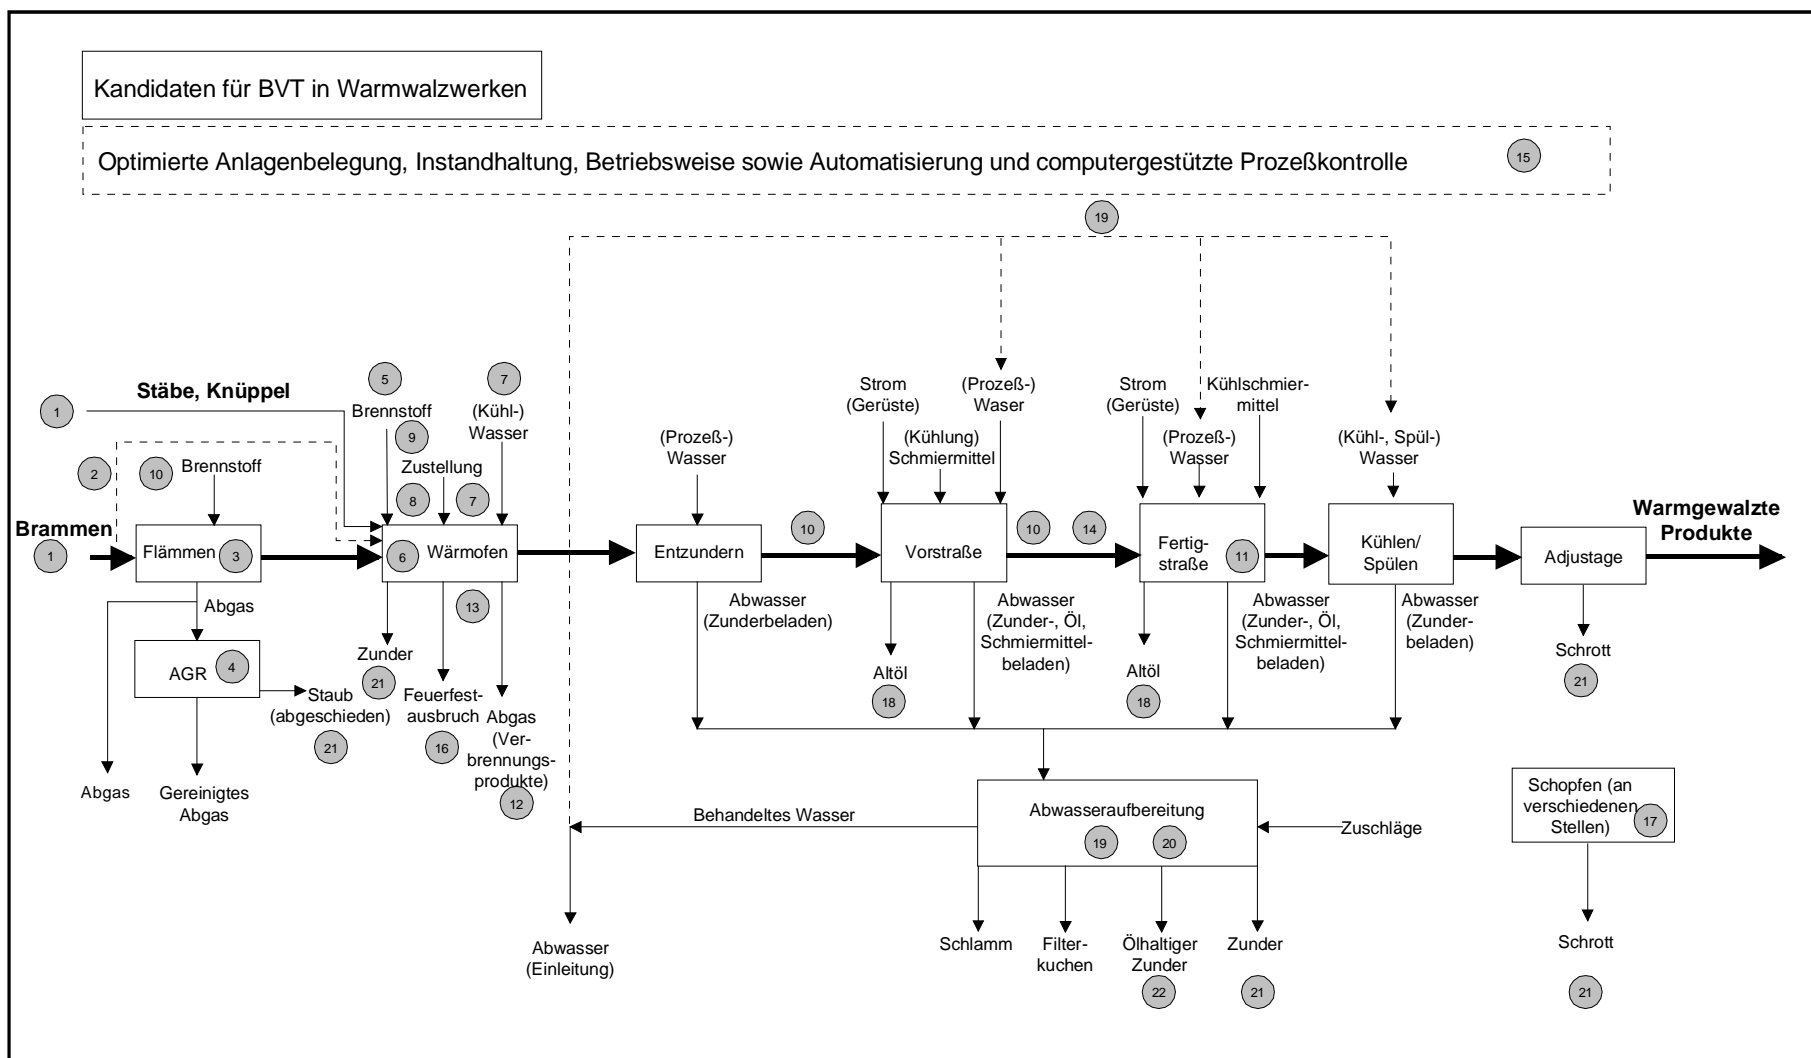 Kandidaten für BVT in Warmwalzwerken
Optimierte Anlagenbelegung, Instandhaltung, Betriebsweise sowie Automatisierung und computergestützte Prozeßkontrolle
15
19
1
Stäbe, Knüppel
5
Brennstoff
9
7
(Kühl-)
Wasser
Zustellung
8
7
2
10
Brennstoff
(Prozeß-)
Wasser
Strom
(Gerüste)
(Kühlung)
Schmiermittel
(Prozeß-)
Waser
Strom
(Gerüste)
(Prozeß-)
Wasser
Kühlschmier-
mittel
(Kühl-, Spül-)
Wasser
Brammen
1
Flämmen
3
6
Wärmofen
Entzundern
10
Vorstraße
10
14
Fertig-
straße
11
Kühlen/
Spülen
Adjustage
Warmgewalzte
Produkte
Abgas
AGR
4
Staub
(abgeschieden)
21
Abgas
Gereinigtes
Abgas
Zunder
21
13
Feuerfest-
ausbruch
16
Abgas
(Ver-
brennungs-
produkte)
12
Abwasser
(Zunderbeladen)
Altöl
18
Abwasser
(Zunder-, Öl,
Schmiermittel-
beladen)
Altöl
18
Abwasser
(Zunder-, Öl,
Schmiermittel-
beladen)
Abwasser
(Zunder-
beladen)
Schrott
21
Behandeltes Wasser
Abwasseraufbereitung
19
20
Zuschläge
Schopfen (an
verschiedenen
Stellen)
17
Abwasser
(Einleitung)
Schlamm
Filter-
kuchen
Ölhaltiger
Zunder
22
Zunder
21
Schrott
21